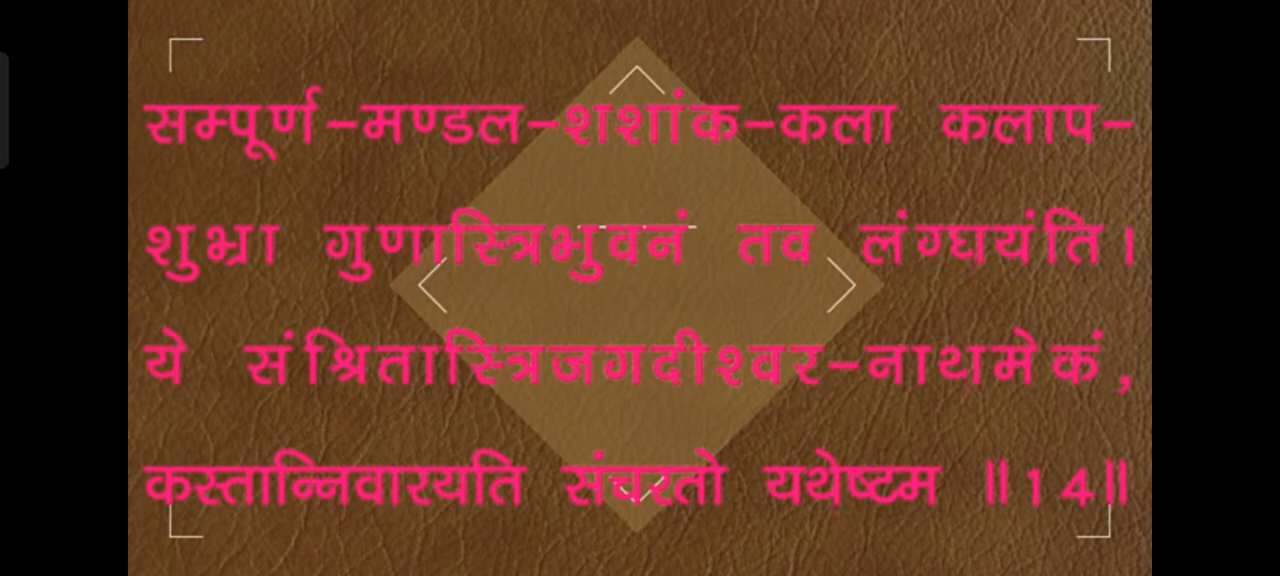 सम्पूर्ण-मण्डल-शशांक-कला कलाप-
शुभ्रा गुणास्त्रिभुवनं तव लंग्घयंति।
ये संश्रितास्त्रिजगदीश्वर-नाथमेकं,
कस्तान्निवारयति संचरतो यथेष्टम ॥14॥